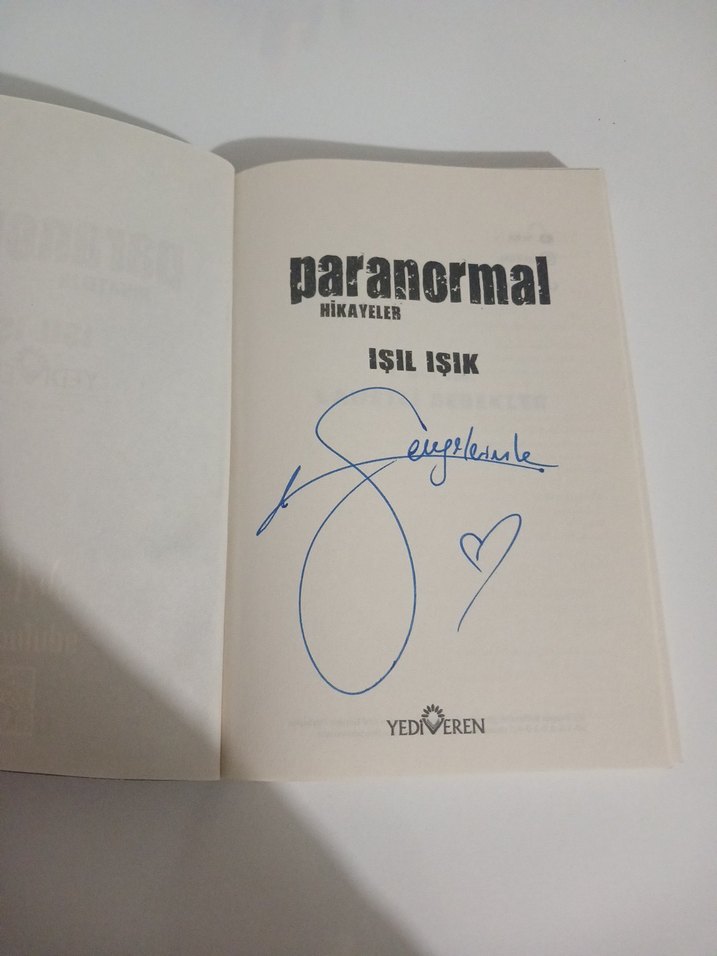 paranormal
HİKAYELER
IŞIL IŞIK
Sevgilerimle
YEDİVEREN